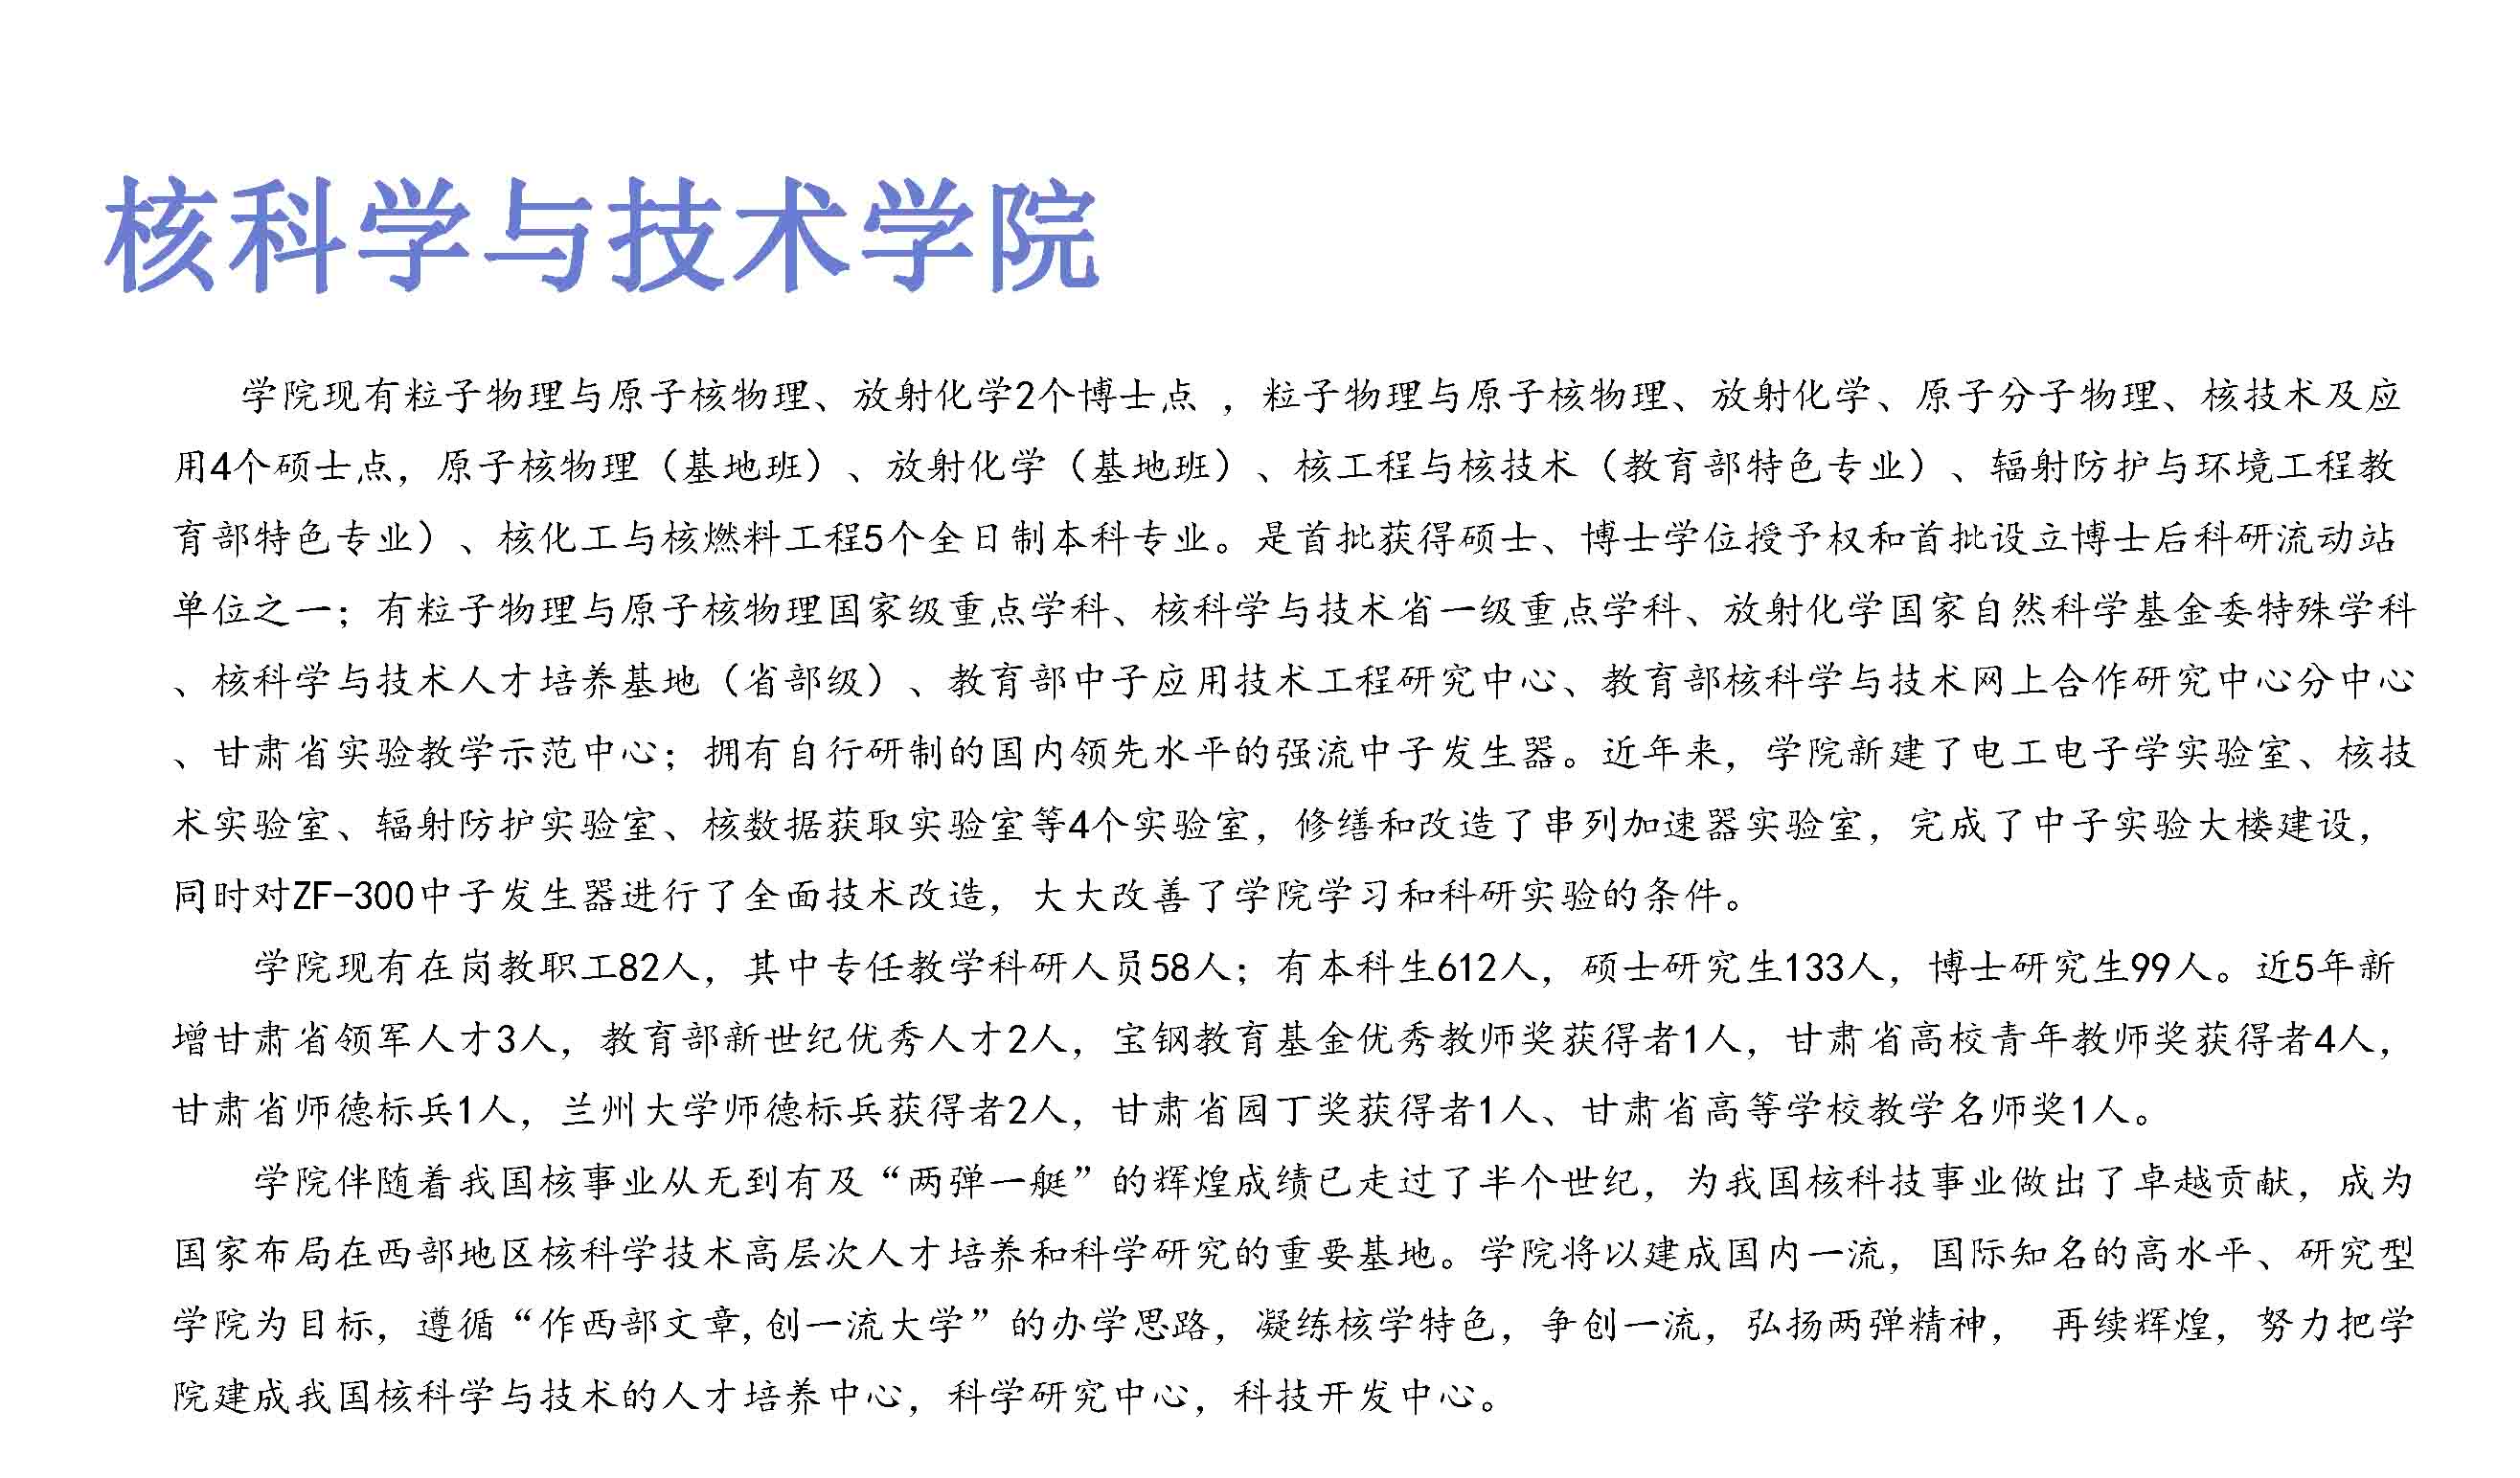 核科学与技术学院
学院现有粒子物理与原子核物理、放射化学2个博士点 ，粒子物理与原子核物理、放射化学、原子分子物理、核技术及应
用4个硕士点，原子核物理（基地班）、放射化学（基地班）、核工程与核技术（教育部特色专业）、辐射防护与环境工程教
育部特色专业）、核化工与核燃料工程5个全日制本科专业。是首批获得硕士、博士学位授予权和首批设立博士后科研流动站
单位之一；有粒子物理与原子核物理国家级重点学科、核科学与技术省一级重点学科、放射化学国家自然科学基金委特殊学科
、核科学与技术人才培养基地（省部级）、教育部中子应用技术工程研究中心、教育部核科学与技术网上合作研究中心分中心
、甘肃省实验教学示范中心；拥有自行研制的国内领先水平的强流中子发生器。近年来，学院新建了电工电子学实验室、核技
术实验室、辐射防护实验室、核数据获取实验室等4个实验室，修缮和改造了串列加速器实验室，完成了中子实验大楼建设，
同时对ZF-300中子发生器进行了全面技术改造，大大改善了学院学习和科研实验的条件。
学院现有在岗教职工82人，其中专任教学科研人员58人；有本科生612人，硕士研究生133人，博士研究生99人。近5年新
增甘肃省领军人才3人，教育部新世纪优秀人才2人，宝钢教育基金优秀教师奖获得者1人，甘肃省高校青年教师奖获得者4人，
甘肃省师德标兵1人，兰州大学师德标兵获得者2人，甘肃省园丁奖获得者1人、甘肃省高等学校教学名师奖1人。
学院伴随着我国核事业从无到有及“两弹一艇”的辉煌成绩已走过了半个世纪，为我国核科技事业做出了卓越贡献，成为
国家布局在西部地区核科学技术高层次人才培养和科学研究的重要基地。学院将以建成国内一流，国际知名的高水平、研究型
学院为目标，遵循“作西部文章,创一流大学”的办学思路，凝练核学特色，争创一流，弘扬两弹精神， 再续辉煌，努力把学
院建成我国核科学与技术的人才培养中心，科学研究中心，科技开发中心。